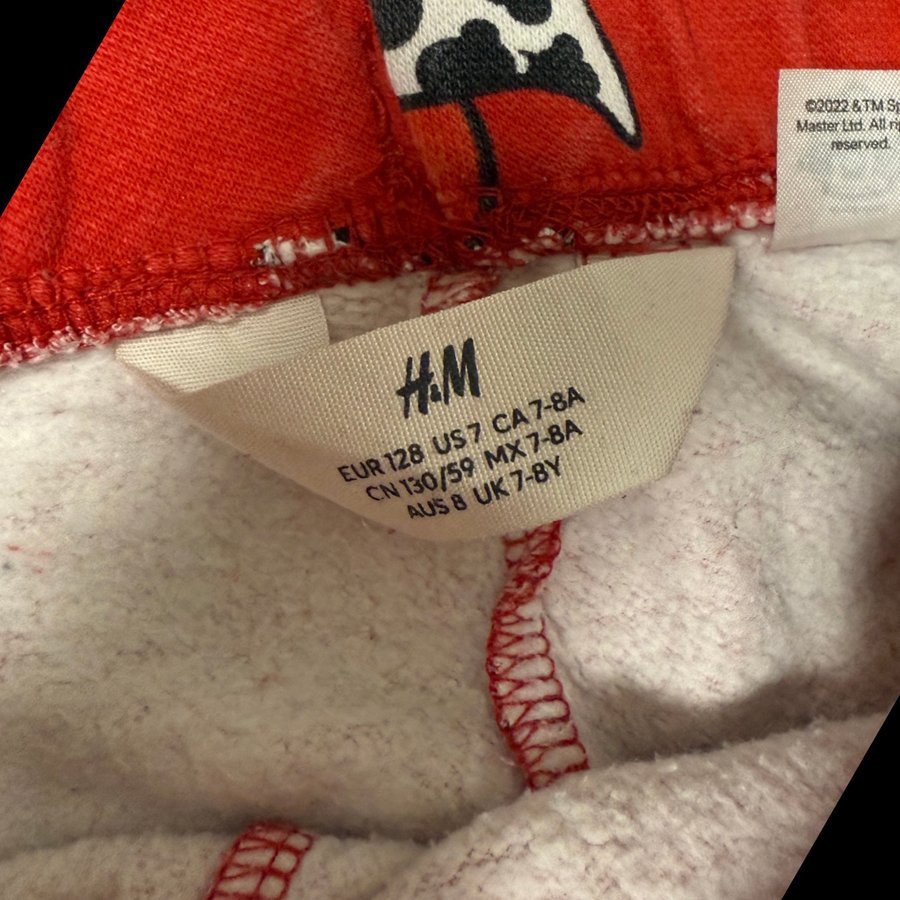 ©2022 &TM Sp
Master Ltd. All rig
reserved.
H&M
EUR 128 US 7 CA 7-8A
CN 130/59 MX 7-8A
AUS 8 UK 7-8Y